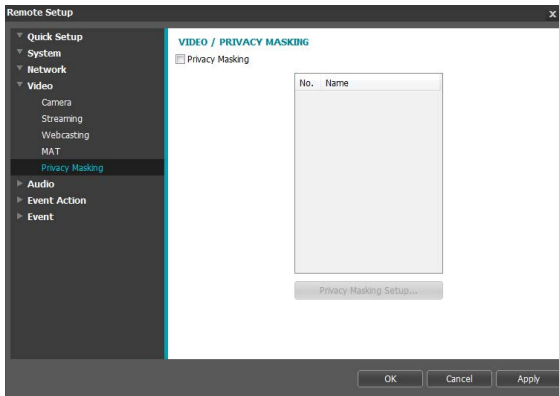 Remote Setup
x
Quick Setup
System
Network
Video
Camera
Streaming
Webcasting
MAT
Privacy Masking
Audio
Event Action
Event
VIDEO / PRIVACY MASKING
Privacy Masking
No. Name
Privacy Masking Setup...
OK Cancel Apply